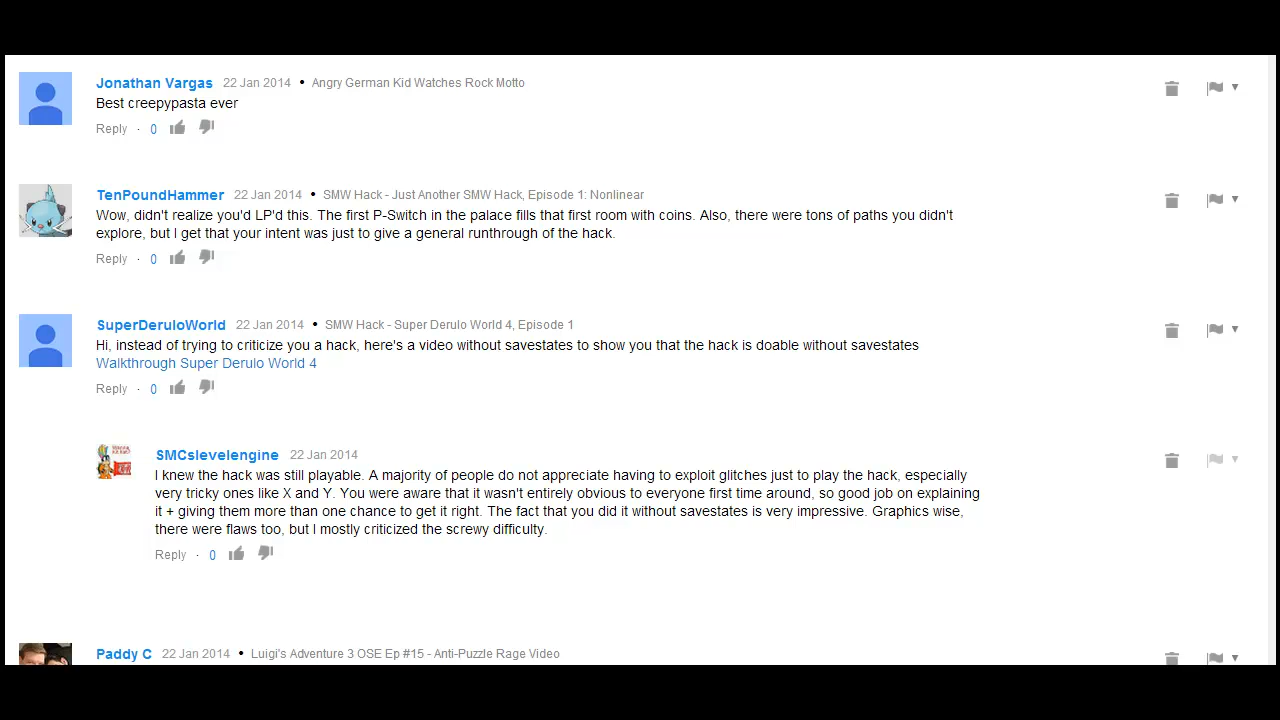 Jonathan Vargas 22 Jan 2014 • Angry German Kid Watches Rock Motto
Best creepypasta ever
Reply · 0
TenPoundHammer 22 Jan 2014 • SMW Hack - Just Another SMW Hack, Episode 1: Nonlinear
Wow, didn't realize you'd LP'd this. The first P-Switch in the palace fills that first room with coins. Also, there were tons of paths you didn't
explore, but I get that your intent was just to give a general runthrough of the hack.
Reply · 0
SuperDeruloWorld 22 Jan 2014 • SMW Hack - Super Derulo World 4, Episode 1
Hi, instead of trying to criticize you a hack, here's a video without savestates to show you that the hack is doable without savestates
Walkthrough Super Derulo World 4
Reply · 0
SMCslevelengine 22 Jan 2014
I knew the hack was still playable. A majority of people do not appreciate having to exploit glitches just to play the hack, especially
very tricky ones like X and Y. You were aware that it wasn't entirely obvious to everyone first time around, so good job on explaining
it + giving them more than one chance to get it right. The fact that you did it without savestates is very impressive. Graphics wise,
there were flaws too, but I mostly criticized the screwy difficulty.
Reply · 0
Paddy C 22 Jan 2014 • Luigi's Adventure 3 OSE Ep #15 - Anti-Puzzle Rage Video